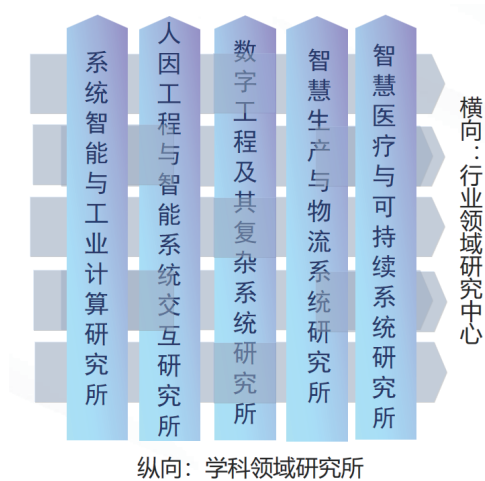 系统智能与工业计算研究所
人因工程与智能系统交互研究所
数字工程及其复杂系统研究所
智慧生产与物流系统研究所
智慧医疗与可持续系统研究所
横向：行业领域研究中心
纵向：学科领域研究所